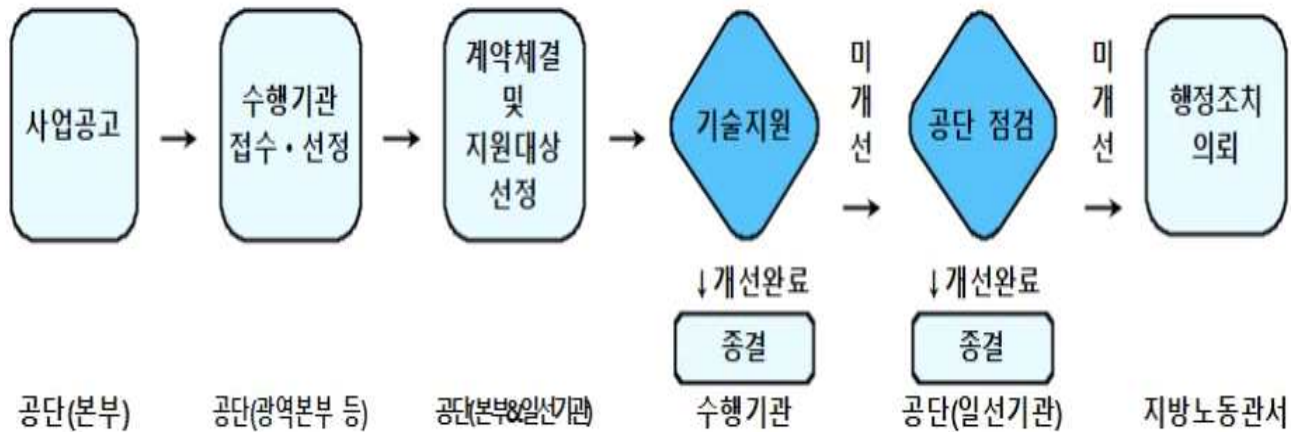 사업공고
→
수행기관
접수・선정
→
계약체결
및
지원대상
선정
→
기술지원
미
개
선
→
공단 점검
미
개
선
→
행정조치
의뢰
↓개선완료
종결
↓개선완료
종결
공단(본부)
공단(광역본부 등)
공단(본부&일선기관)
수행기관
공단(일선기관)
지방노동관서